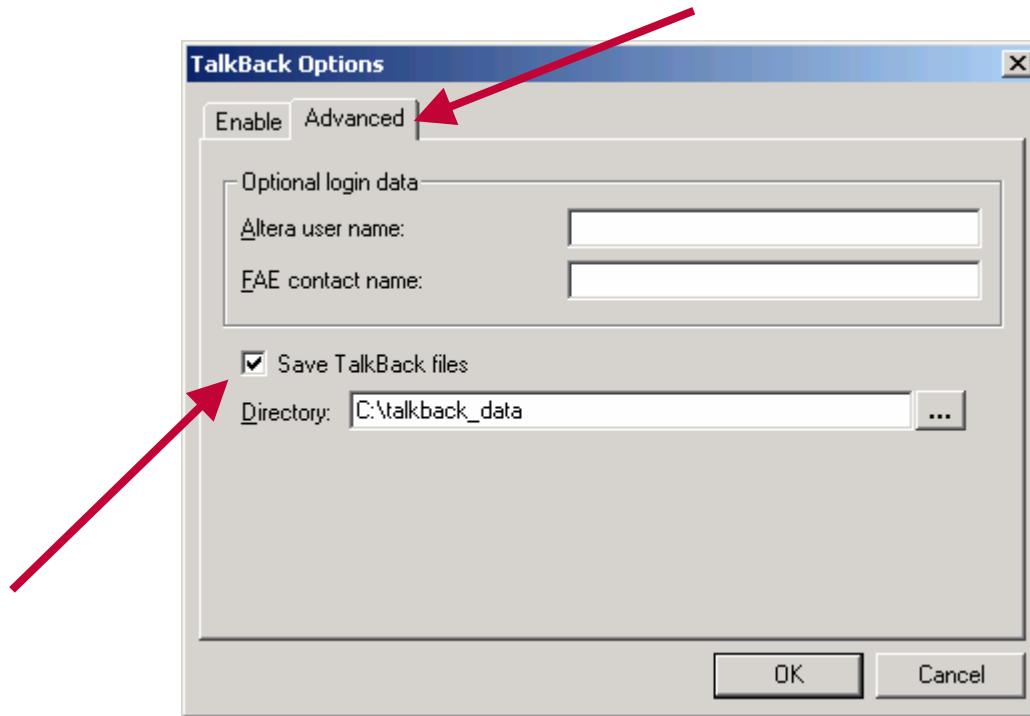 TalkBack Options
Enable Advanced
Optional login data
Altera user name:
FAE contact name:
Save TalkBack files
Directory: C:\talkback_data ...
OK Cancel